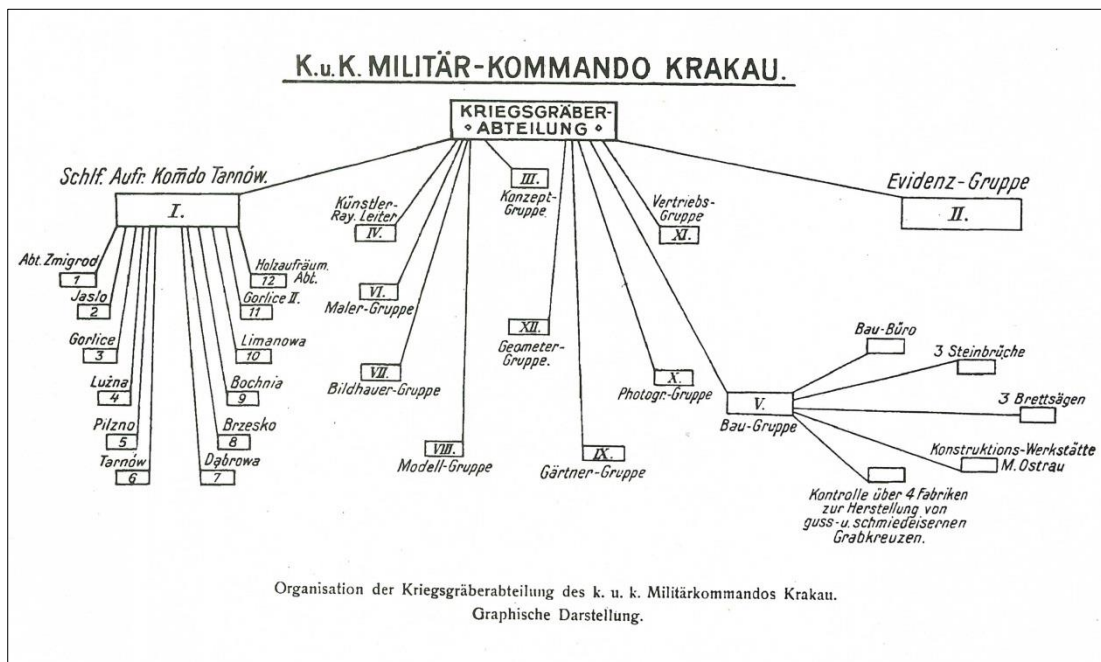 K.u.K. MILITÄR-KOMMANDO KRAKAU.
KRIEGSGRÄBER-
ABTEILUNG
Schlf. Aufr. Kom̄do Tarnów.
I.
Abt. Zmigrod
1
Jasło
2
Gorlice
3
Lużna
4
Pilzno
5
Tarnów
6
Dąbrowa
7
Brzesko
8
Bochnia
9
Limanowa
10
Gorlice II.
11
Holzaufräum.
Abt.
12
Künstler-
Ray. Leiter
IV.
VI.
Maler-Gruppe
VII.
Bildhauer-Gruppe
VIII.
Modell-Gruppe
III.
Konzept-
Gruppe.
XII.
Geometer-
Gruppe.
IX.
Gärtner-Gruppe
X.
Photogr.-Gruppe
Vertriebs-
Gruppe
XI.
Evidenz-Gruppe
II.
V.
Bau-Gruppe
Bau-Büro
3 Steinbrüche
3 Brettsägen
Konstruktions-Werkstätte
M. Ostrau
Kontrolle über 4 Fabriken
zur Herstellung von
guss-u. schmiedeisernen
Grabkreuzen.
Organisation der Kriegsgräberabteilung des k. u. k. Militärkommandos Krakau.
Graphische Darstellung.